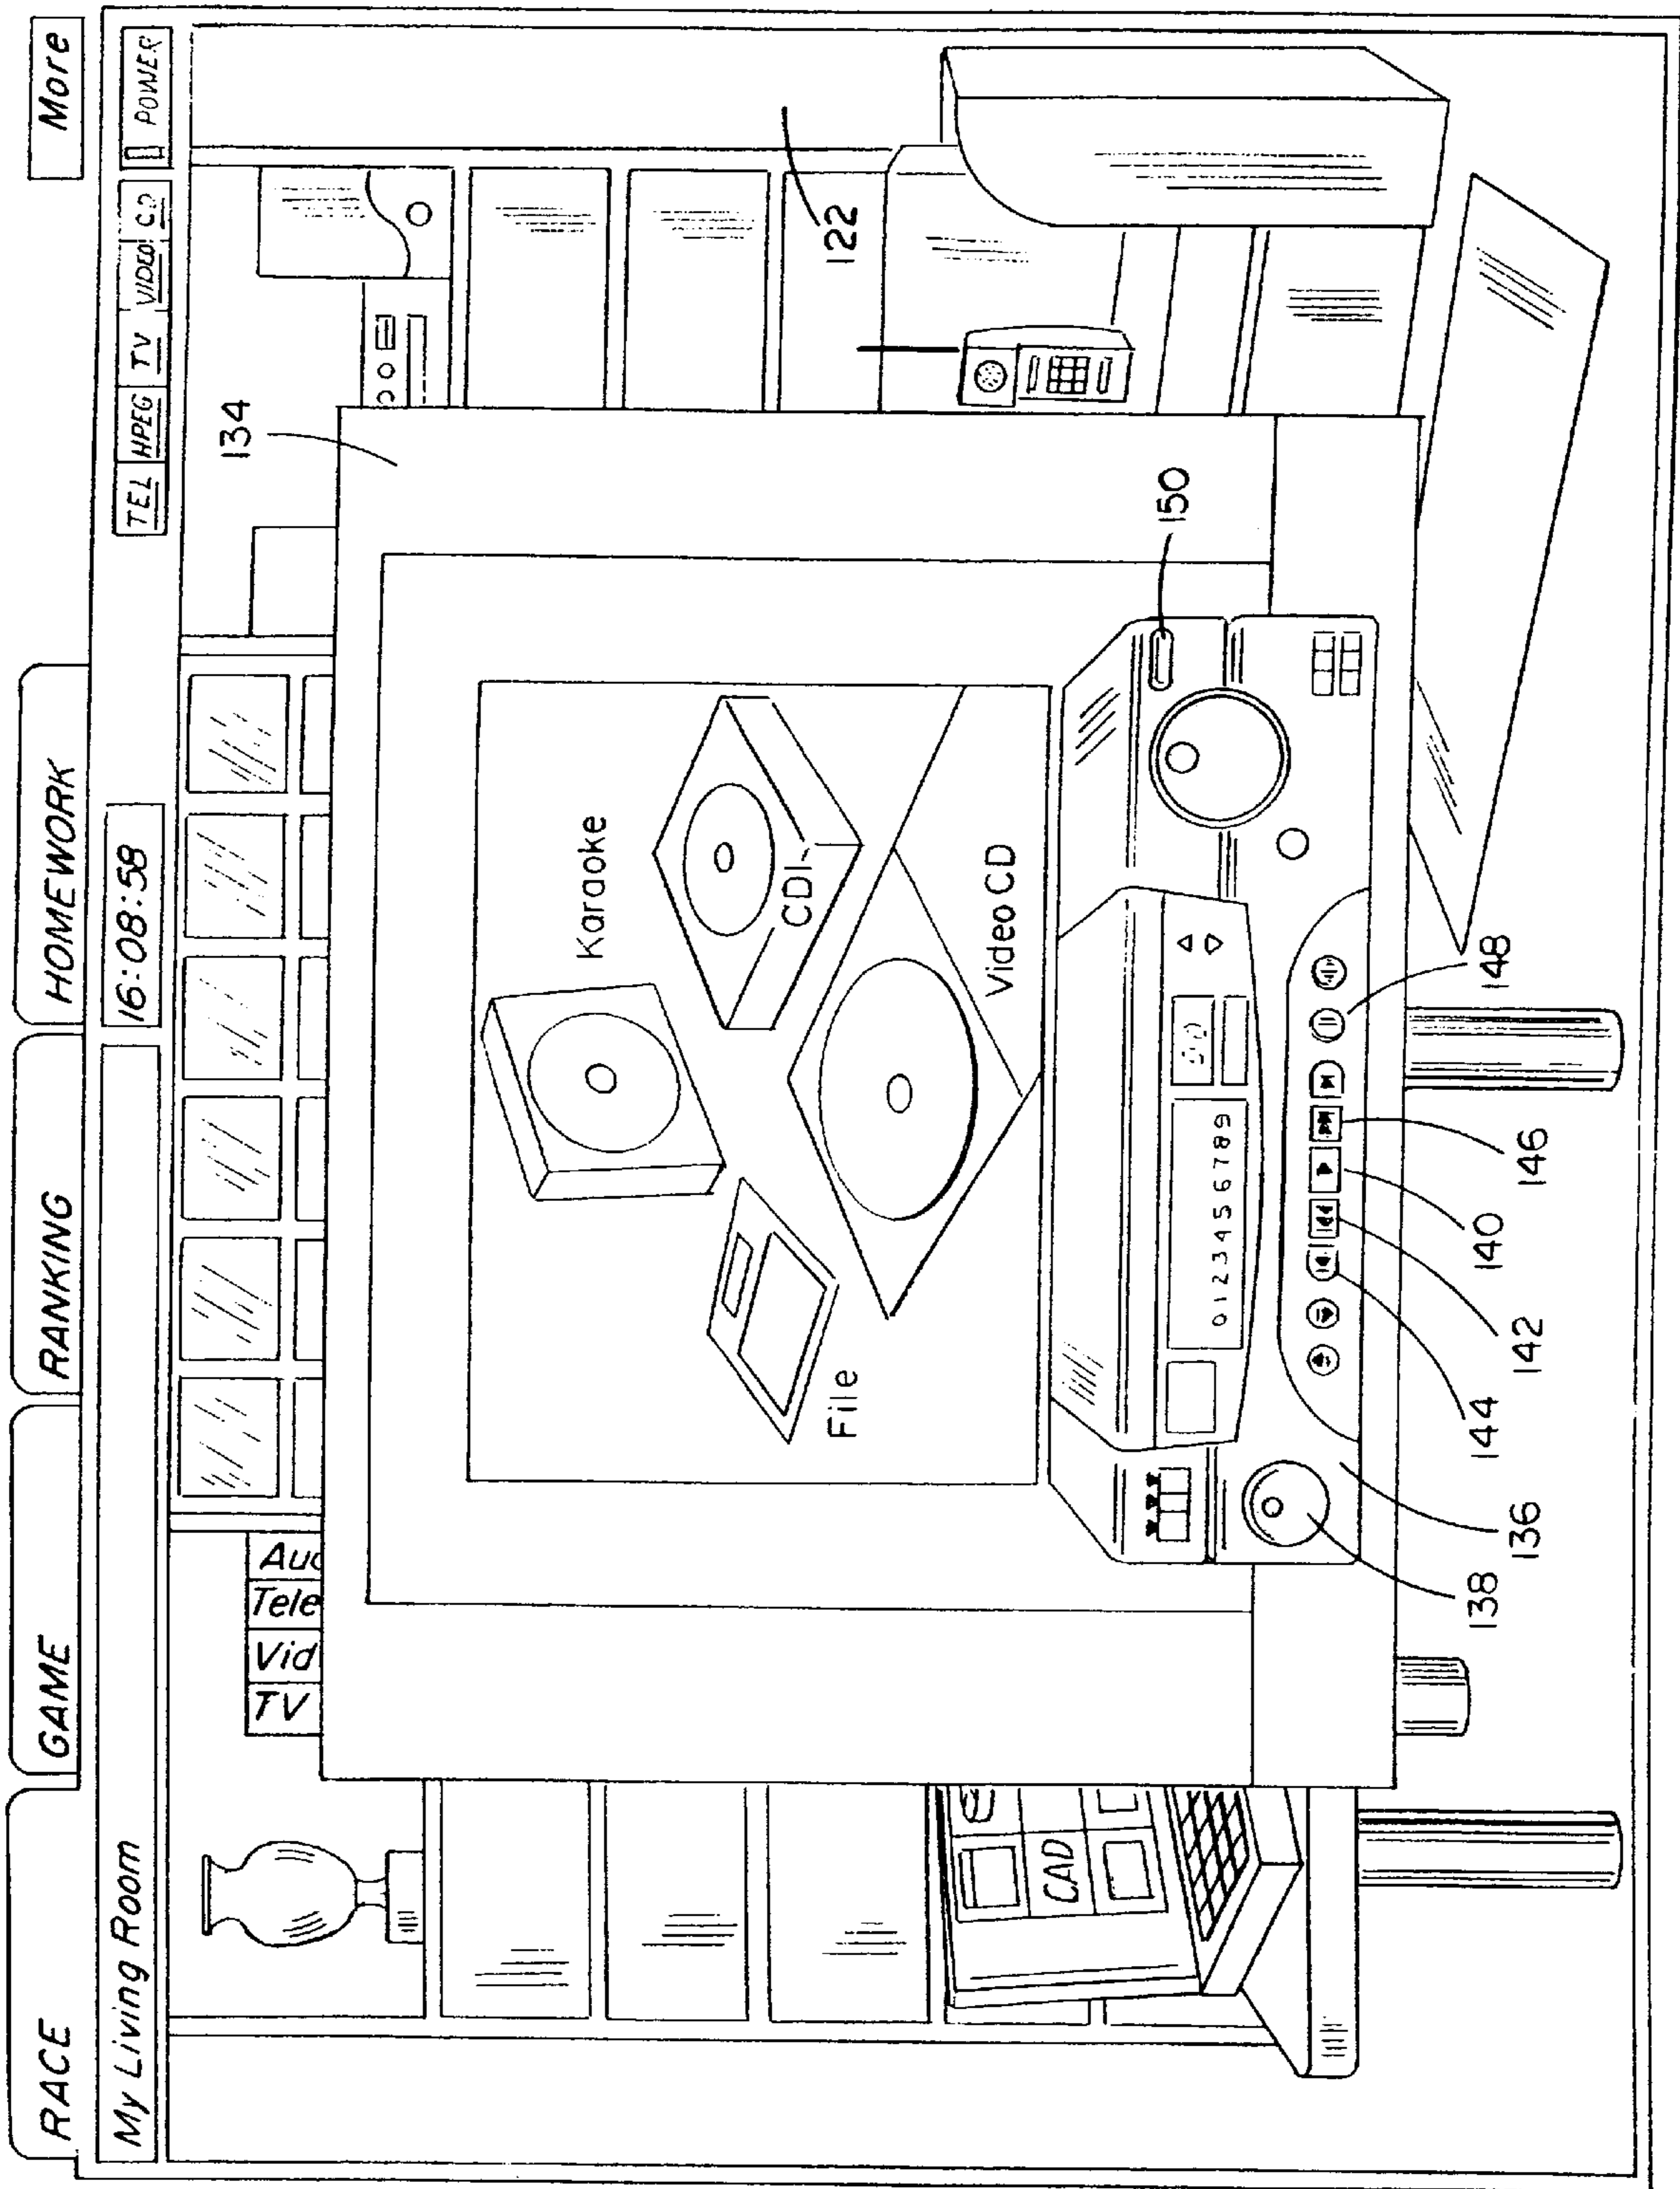 RACE
GAME
RANKING
HOMEWORK
More
My Living Room
16:08:58
TEL
HPEG
TV
VIDEO
CD
POWER
134
Aud
Tele
Vid
TV
122
Karaoke
CDI
File
Video CD
CAD
150
0 1 2 3 4 5 6 7 8 9
138
136
144
142
140
146
148